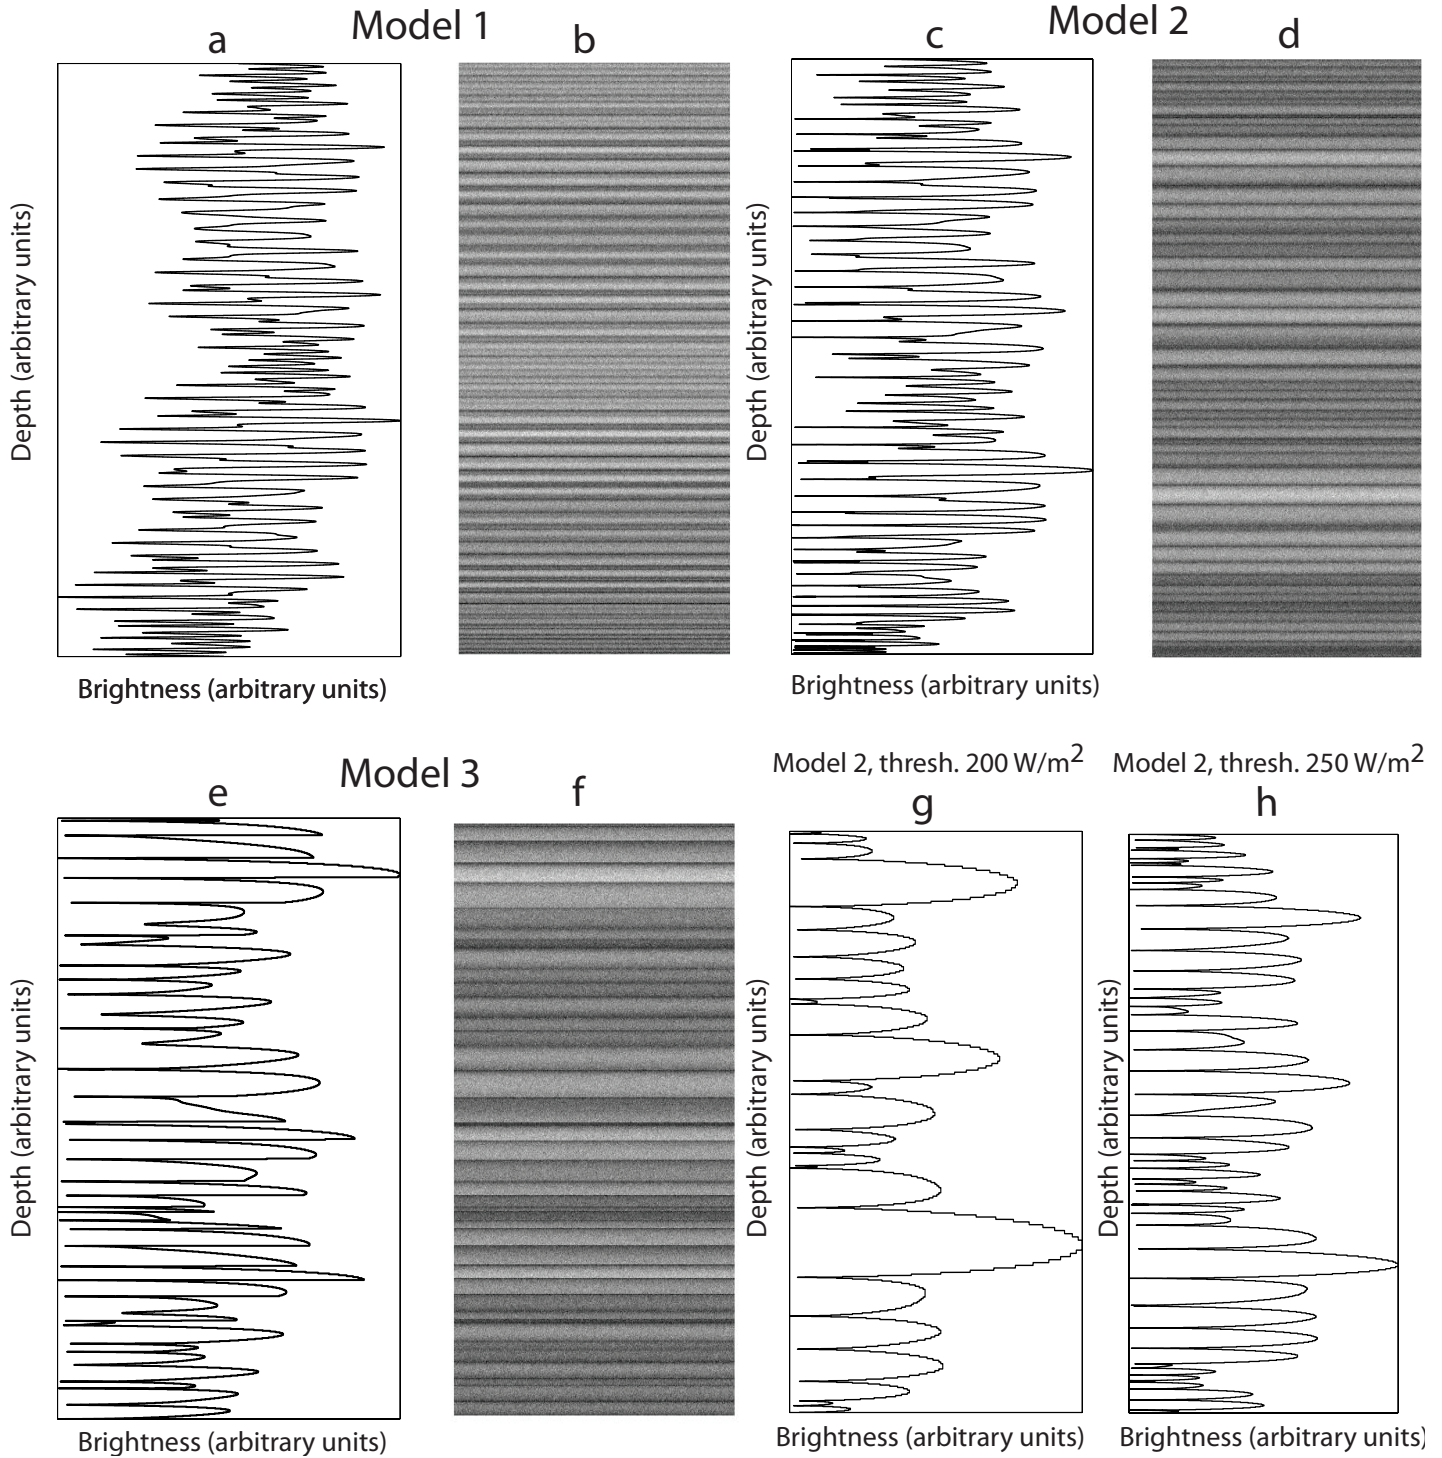 Model 1
Model 2
a
b
c
d
Depth (arbitrary units)
Depth (arbitrary units)
Brightness (arbitrary units)
Brightness (arbitrary units)
Model 3
Model 2, thresh. 200 W/m2
Model 2, thresh. 250 W/m2
e
f
g
h
Depth (arbitrary units)
Depth (arbitrary units)
Depth (arbitrary units)
Brightness (arbitrary units)
Brightness (arbitrary units)
Brightness (arbitrary units)